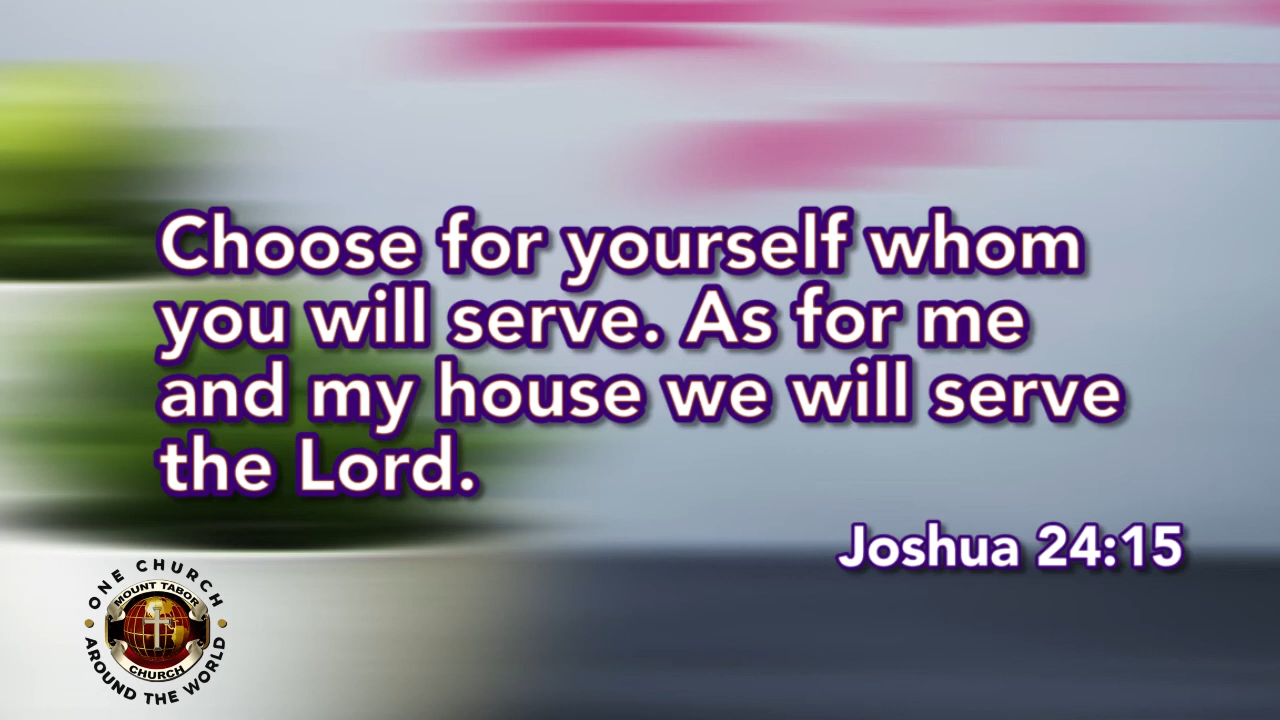 Choose for yourself whom
you will serve. As for me
and my house we will serve
the Lord.
Joshua 24:15
ONE CHURCH
MOUNT TABOR
CHURCH
AROUND THE WORLD